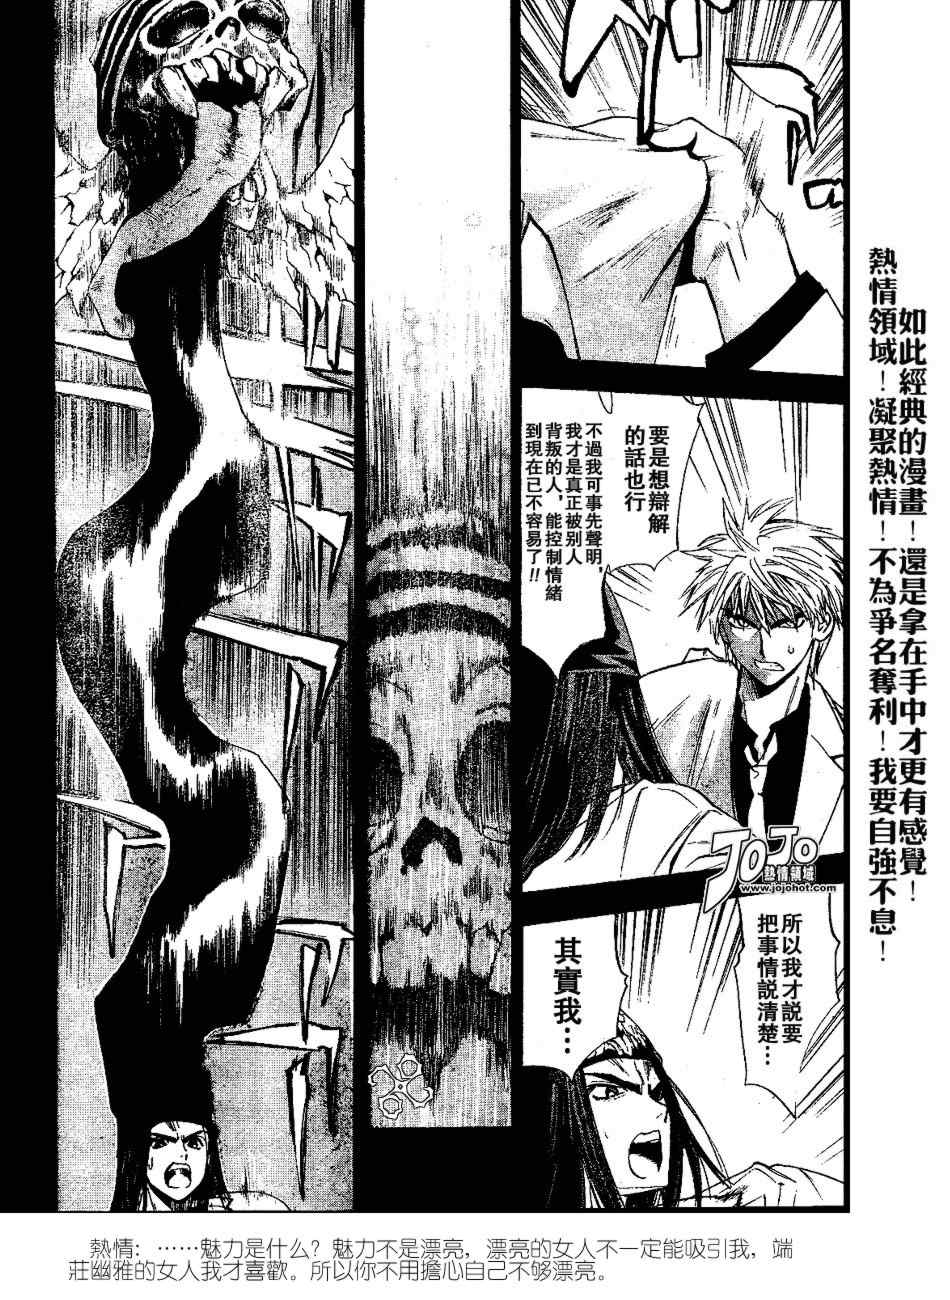 要是想辯解
的話也行
不過我可事先聲明，
我才是真正被别人
背叛的人，能控制情緒
到現在已不容易了!!
JOJO
熱情領域
www.jojohot.com
所以我才説要
把事情説清楚…
其實我…
如此經典的漫畫！還是拿在手中才更有感覺！
熱情領域！凝聚熱情！不為爭名奪利！我要自強不息！
熱情：……魅力是什么？魅力不是漂亮，漂亮的女人不一定能吸引我，端
莊幽雅的女人我才喜歡。所以你不用擔心自己不够漂亮。